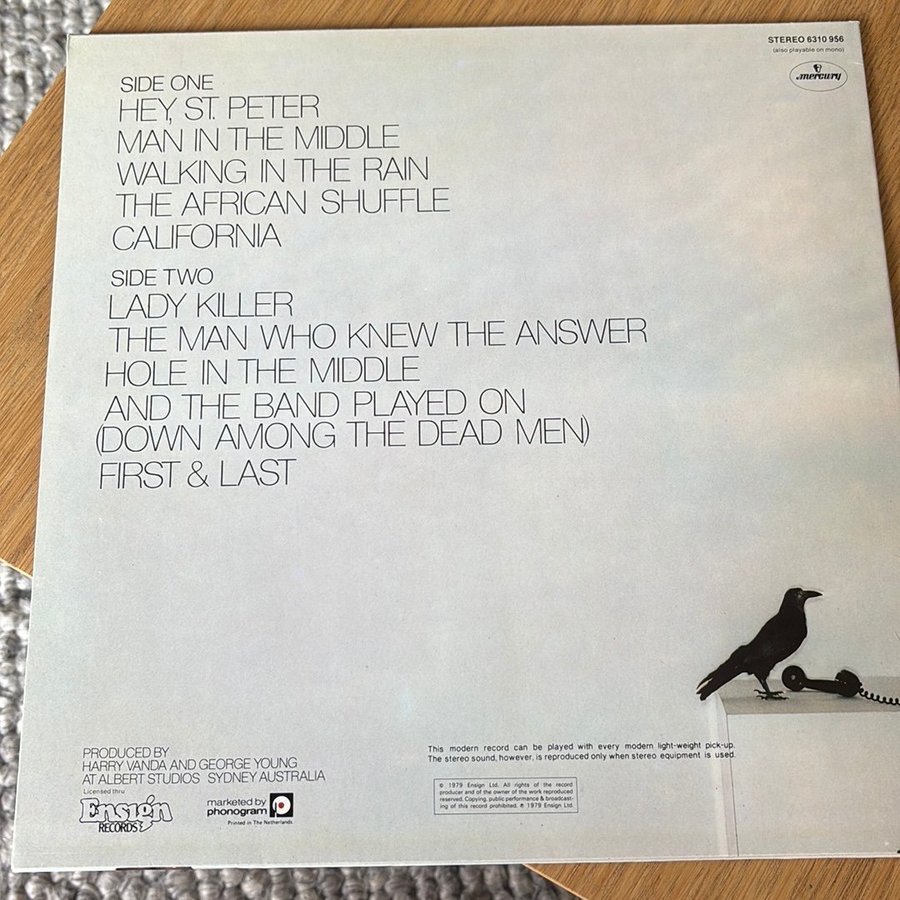 STEREO 6310 956
(also playable on mono)
mercury
SIDE ONE
HEY, ST. PETER
MAN IN THE MIDDLE
WALKING IN THE RAIN
THE AFRICAN SHUFFLE
CALIFORNIA
SIDE TWO
LADY KILLER
THE MAN WHO KNEW THE ANSWER
HOLE IN THE MIDDLE
AND THE BAND PLAYED ON
(DOWN AMONG THE DEAD MEN)
FIRST & LAST
PRODUCED BY
HARRY VANDA AND GEORGE YOUNG
AT ALBERT STUDIOS SYDNEY AUSTRALIA
Licensed thru
Ensign
RECORDS
marketed by
phonogram
Printed in The Netherlands
This modern record can be played with every modern light-weight pick-up.
The stereo sound, however, is reproduced only when stereo equipment is used.
© 1979 Ensign Ltd. All rights of the record
producer and of the owner of the work reproduced
reserved. Copying, public performance & broadcast-
ing of this record prohibited. ℗ 1979 Ensign Ltd.